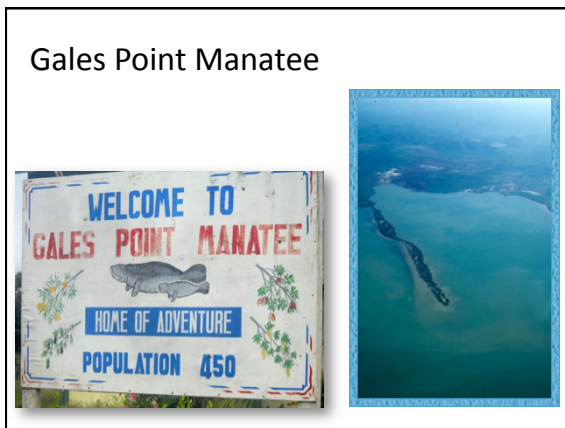 Gales Point Manatee
WELCOME TO
GALES POINT MANATEE
HOME OF ADVENTURE
POPULATION 450